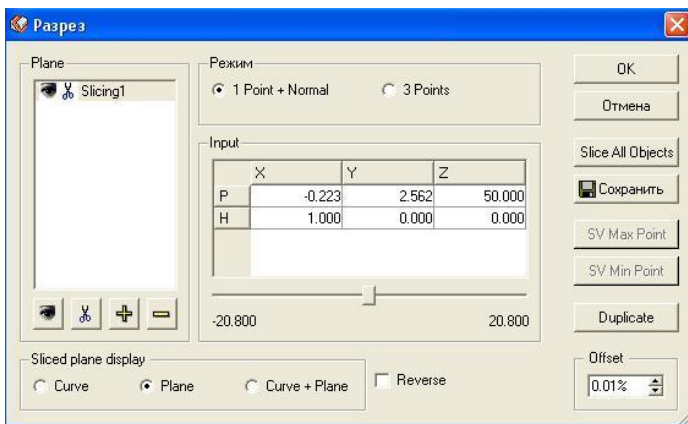 Разрез
Plane
Slicing1
Режим
1 Point + Normal
3 Points
OK
Отмена
Input
X Y Z
P -0.223 2.562 50.000
H 1.000 0.000 0.000
Slice All Objects
Сохранить
SV Max Point
SV Min Point
-20.800 20.800
Duplicate
Sliced plane display
Curve
Plane
Curve + Plane
Reverse
Offset
0.01%